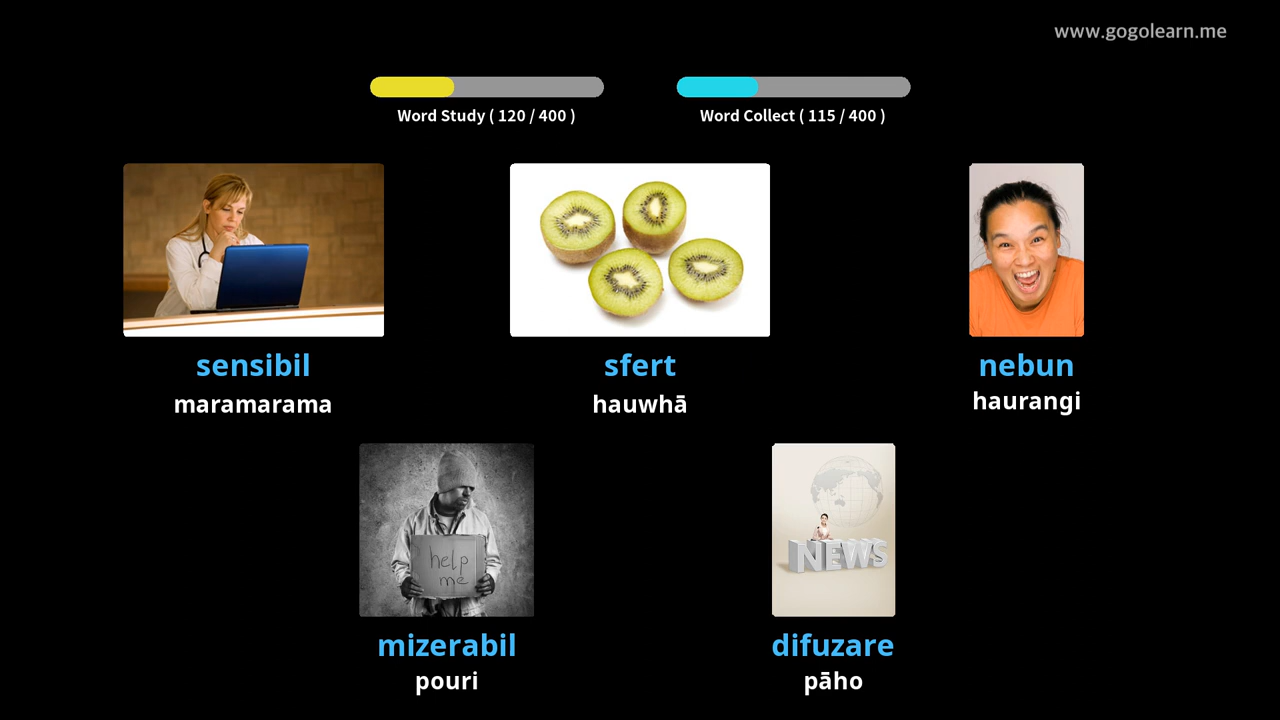 www.gogolearn.me
Word Study ( 120 / 400 )
Word Collect ( 115 / 400 )
sensibil
maramarama
sfert
hauwhā
nebun
haurangi
help
me
mizerabil
pouri
NEWS
difuzare
pāho